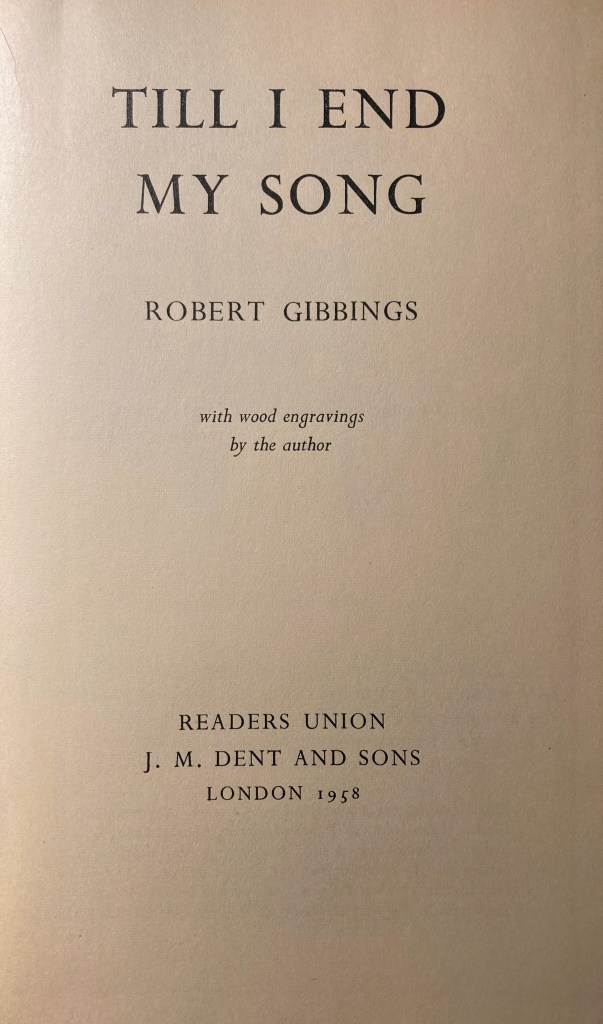 TILL I END
MY SONG
ROBERT GIBBINGS
with wood engravings
by the author
READERS UNION
J. M. DENT AND SONS
LONDON 1958